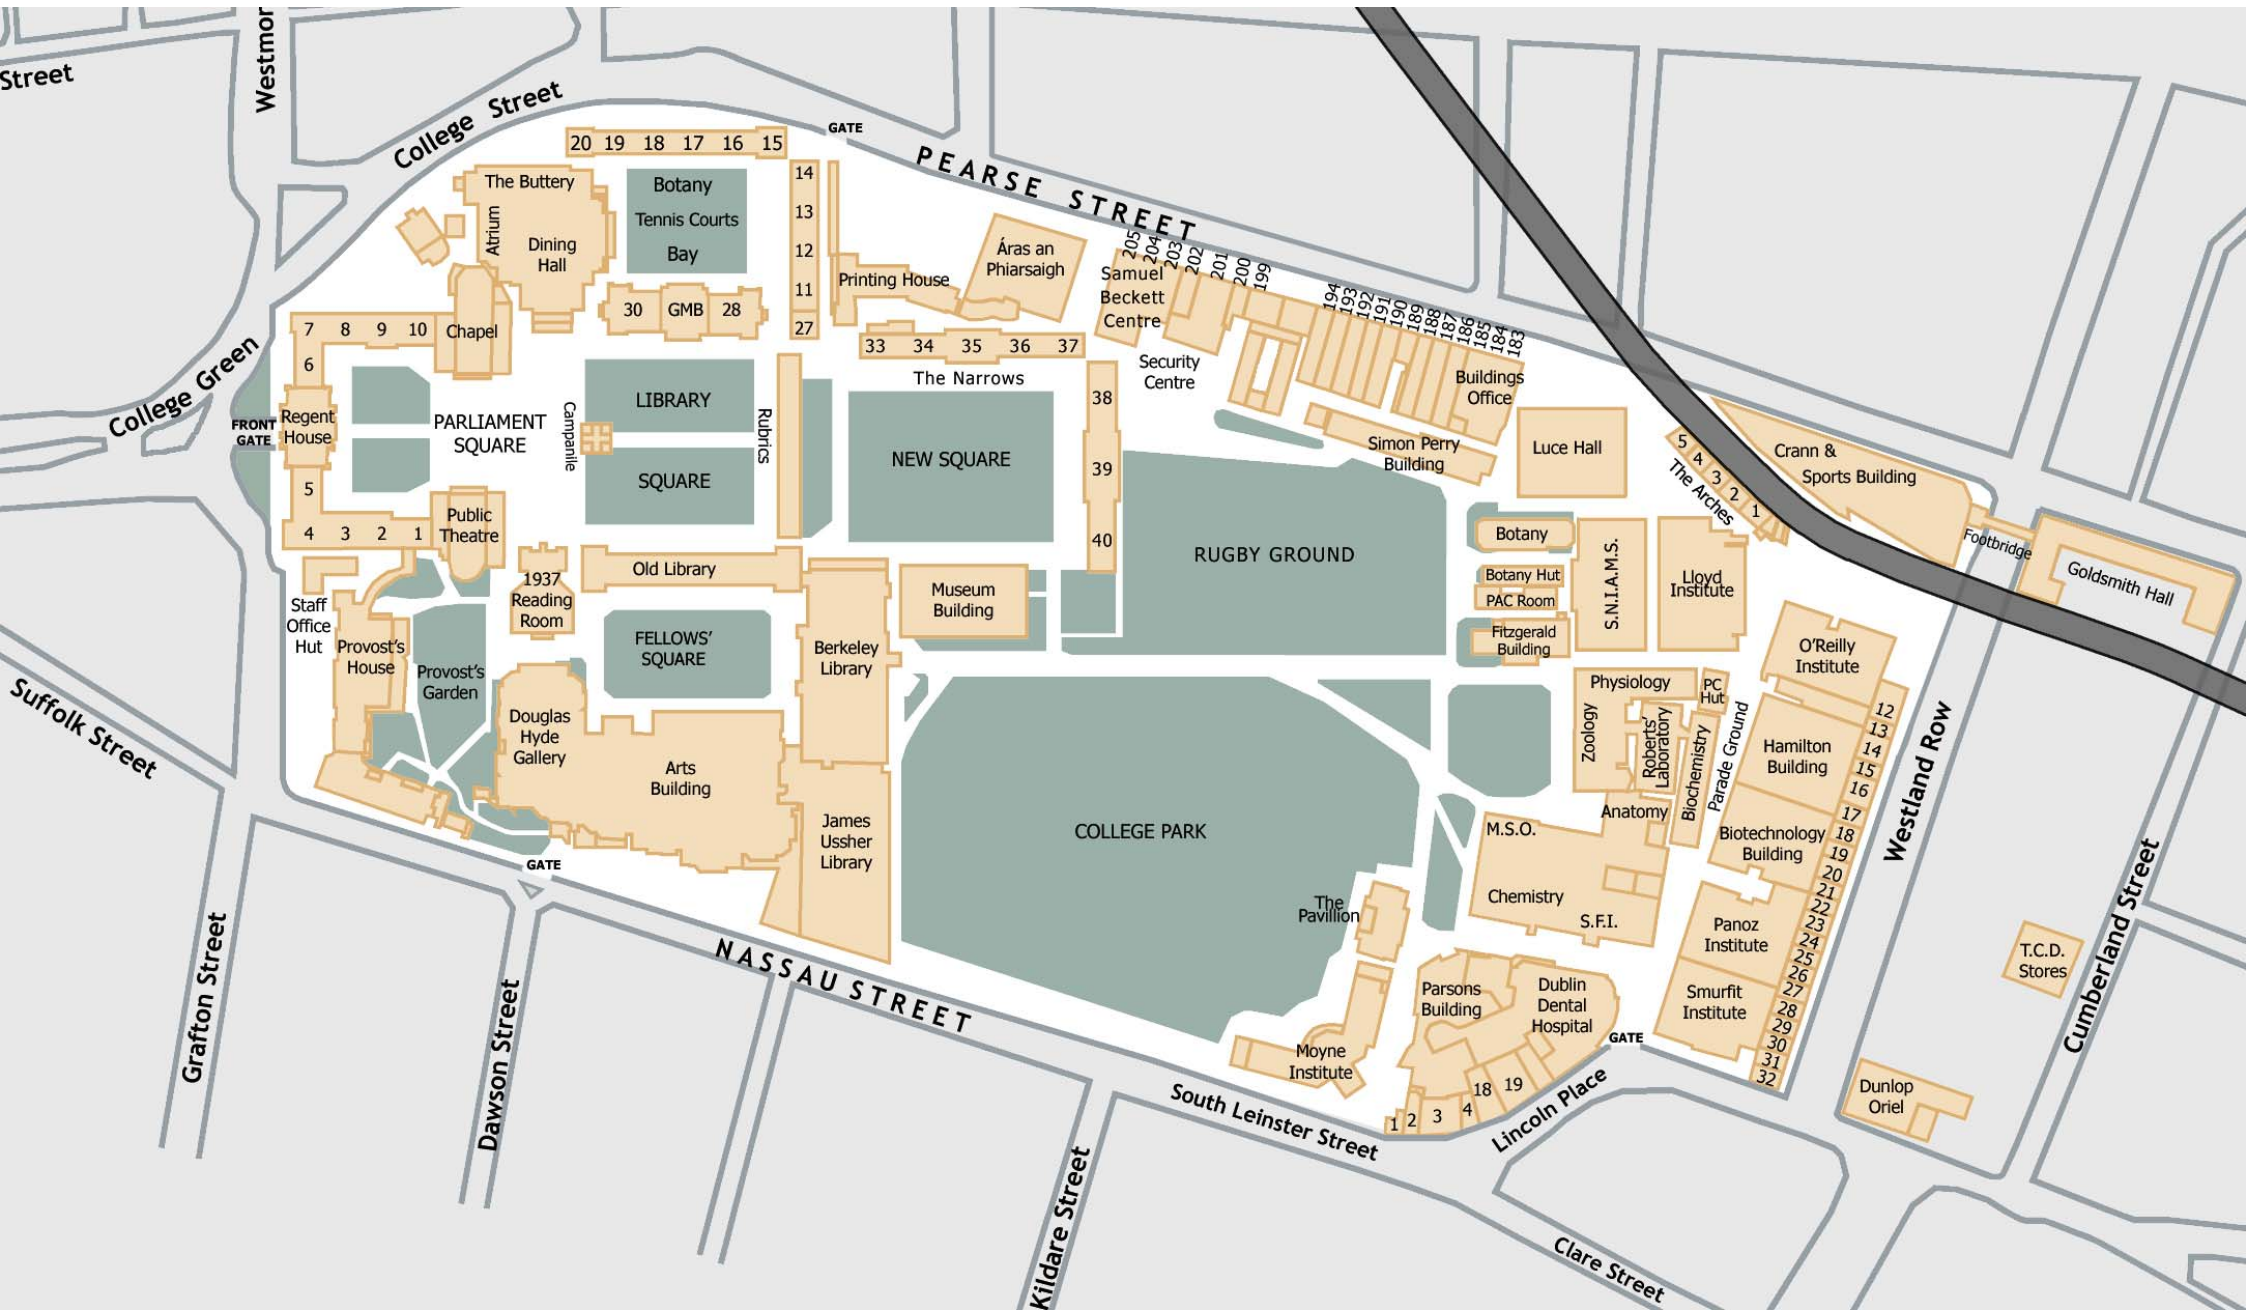 Street
Westmor
College Street
College Green
PEARSE STREET
GATE
20 19 18 17 16 15
The Buttery
Atrium
Dining
Hall
Botany
Tennis Courts
Bay
14
13
12
11
27
Printing House
Áras an
Phiarsaigh
30 GMB 28
7 8 9 10
6
Chapel
33 34 35 36 37
The Narrows
Samuel
Beckett
Centre
205
204
203
202
201
200
199
194
193
192
191
190
189
188
187
186
185
184
183
Security
Centre
Buildings
Office
Simon Perry
Building
Luce Hall
5
4
3
2
1
The Arches
Crann &
Sports Building
Footbridge
Goldsmith Hall
FRONT
GATE
Regent
House
PARLIAMENT
SQUARE
Campanile
LIBRARY
SQUARE
Rubrics
NEW SQUARE
38
39
40
RUGBY GROUND
5
4 3 2 1
Public
Theatre
1937
Reading
Room
Old Library
Museum
Building
Botany
Botany Hut
PAC Room
Fitzgerald
Building
S.N.I.A.M.S.
Lloyd
Institute
O'Reilly
Institute
Staff
Office
Hut
Provost's
House
Provost's
Garden
FELLOWS'
SQUARE
Berkeley
Library
Douglas
Hyde
Gallery
Arts
Building
James
Ussher
Library
COLLEGE PARK
Physiology
PC
Hut
Zoology
Roberts'
Laboratory
Biochemistry
Parade Ground
Anatomy
M.S.O.
Chemistry
S.F.I.
Hamilton
Building
Biotechnology
Building
Panoz
Institute
Smurfit
Institute
12
13
14
15
16
17
18
19
20
21
22
23
24
25
26
27
28
29
30
31
32
Westland Row
Cumberland Street
T.C.D.
Stores
Dunlop
Oriel
The
Pavillion
Parsons
Building
Dublin
Dental
Hospital
Moyne
Institute
GATE
1 2 3 4 18 19
Lincoln Place
South Leinster Street
Clare Street
Kildare Street
NASSAU STREET
GATE
Dawson Street
Grafton Street
Suffolk Street